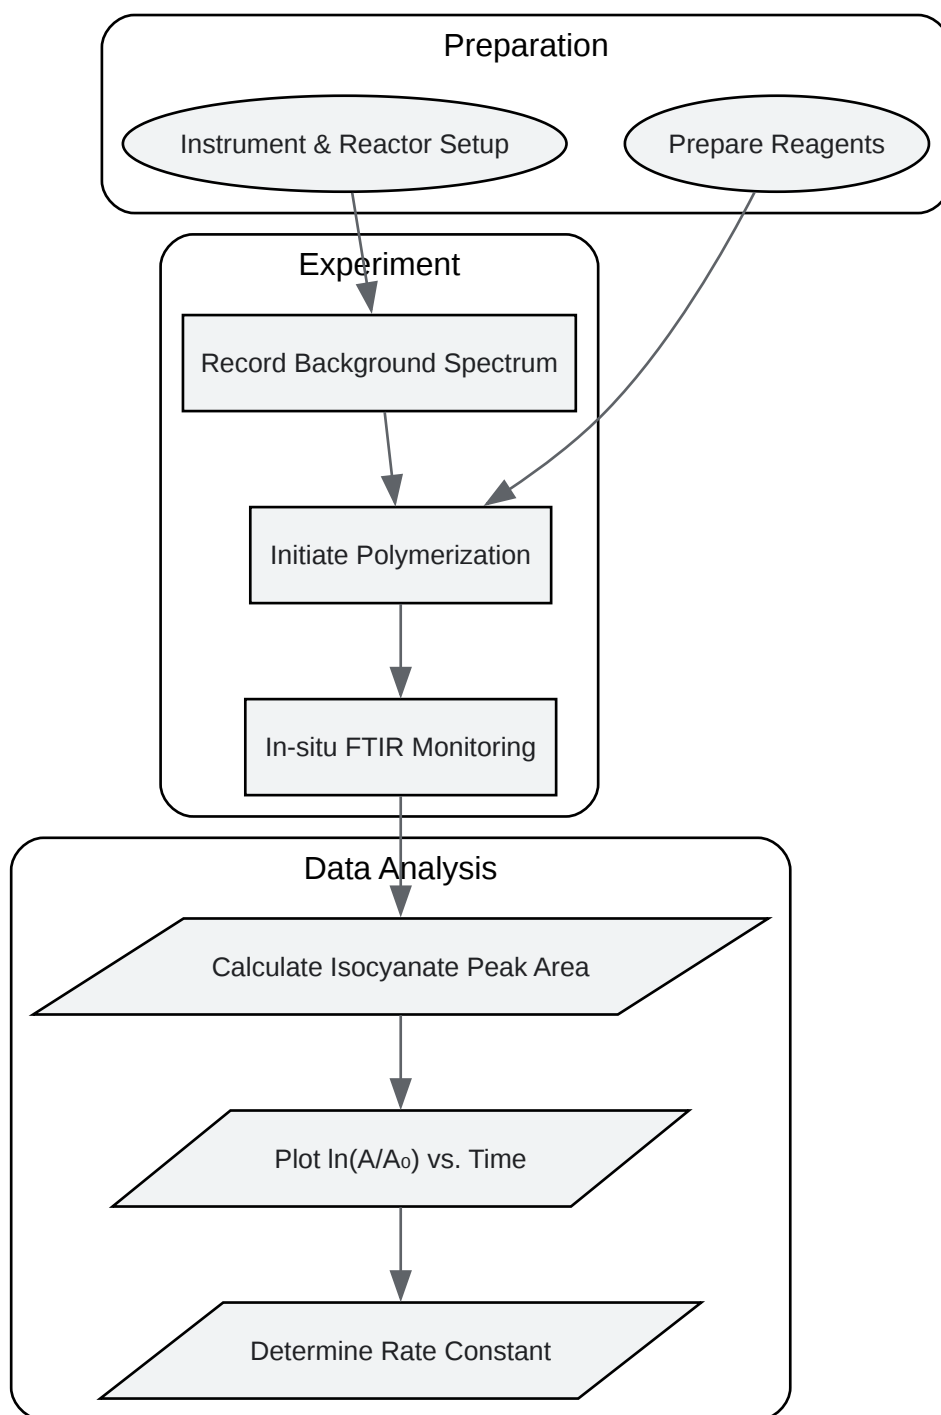 Preparation
Instrument & Reactor Setup
Prepare Reagents
Experiment
Record Background Spectrum
Initiate Polymerization
In-situ FTIR Monitoring
Data Analysis
Calculate Isocyanate Peak Area
Plot ln(A/A₀) vs. Time
Determine Rate Constant